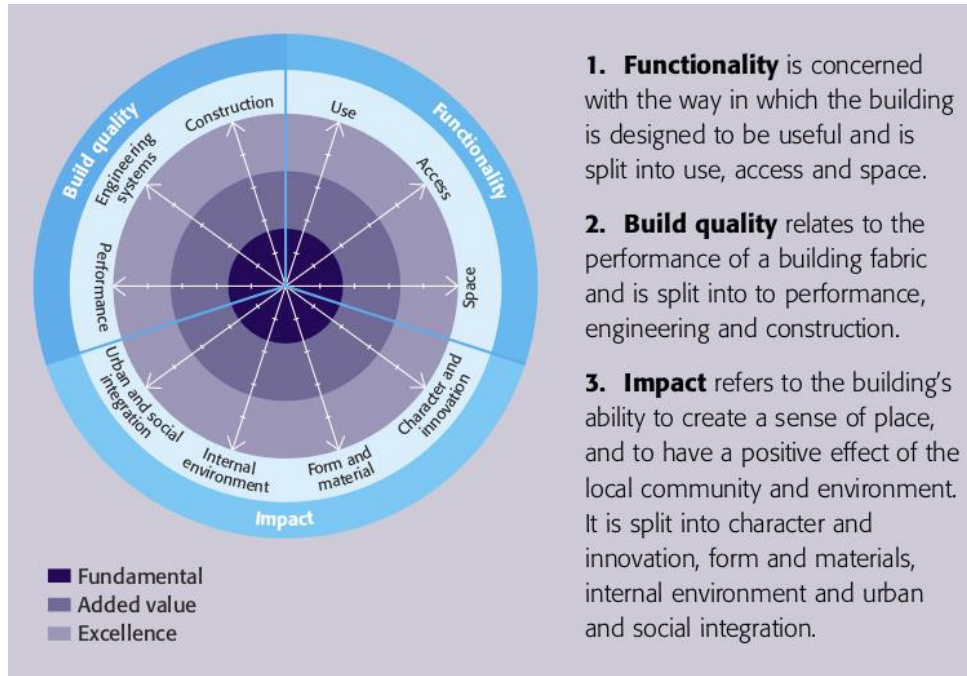 Build quality
Functionality
Impact
Construction
Use
Engineering
systems
Access
Performance
Space
Urban and social
integration
Character and
innovation
Internal
environment
Form and
material
Fundamental
Added value
Excellence
1. Functionality is concerned
with the way in which the building
is designed to be useful and is
split into use, access and space.
2. Build quality relates to the
performance of a building fabric
and is split into to performance,
engineering and construction.
3. Impact refers to the building's
ability to create a sense of place,
and to have a positive effect of the
local community and environment.
It is split into character and
innovation, form and materials,
internal environment and urban
and social integration.